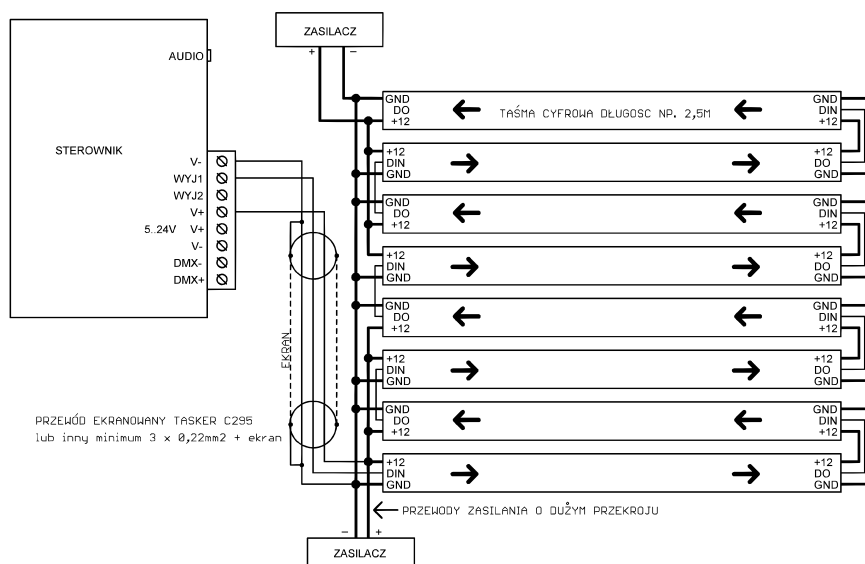 ZASILACZ
+ −
AUDIO
STEROWNIK
V-
WYJ1
WYJ2
V+
5..24V V+
V-
DMX-
DMX+
GND
DO
+12
TAŚMA CYFROWA DŁUGOSC NP. 2,5M
GND
DIN
+12
+12
DIN
GND
+12
DO
GND
GND
DO
+12
GND
DIN
+12
+12
DIN
GND
+12
DO
GND
GND
DO
+12
GND
DIN
+12
+12
DIN
GND
+12
DO
GND
GND
DO
+12
GND
DIN
+12
+12
DIN
GND
+12
DO
GND
EKRAN
PRZEWÓD EKRANOWANY TASKER C295
lub inny minimum 3 x 0,22mm2 + ekran
PRZEWODY ZASILANIA O DUŻYM PRZEKROJU
− +
ZASILACZ